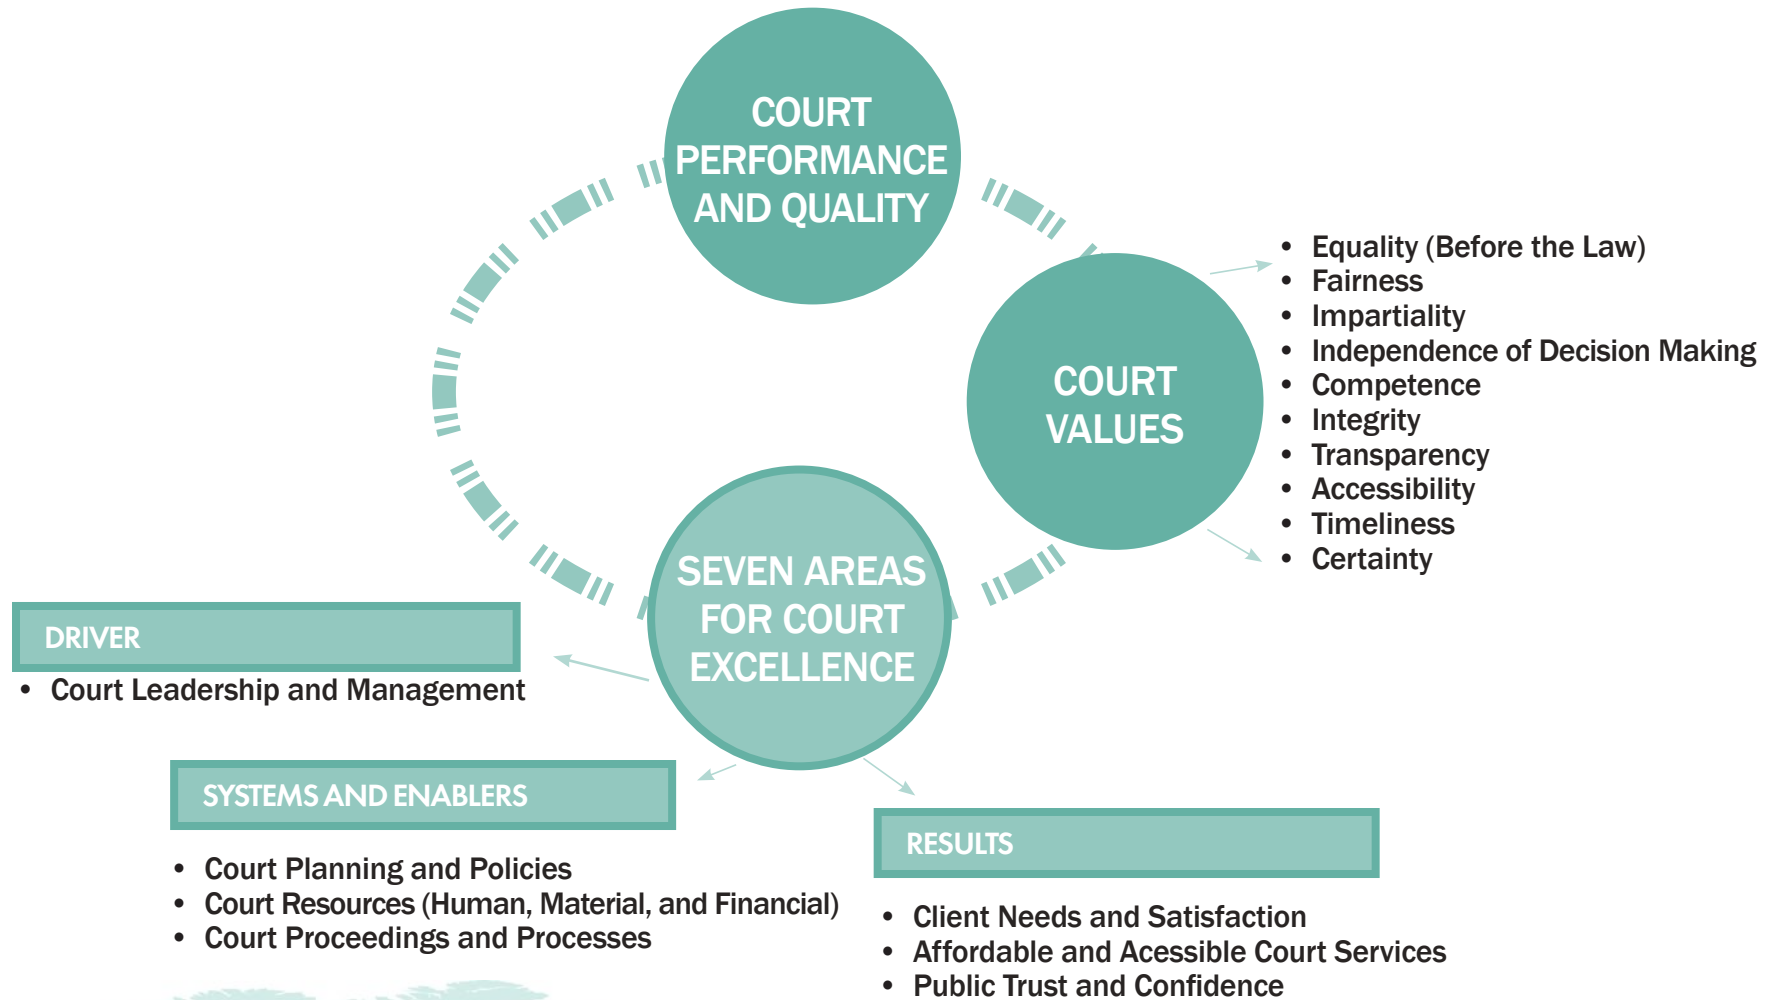 COURT
PERFORMANCE
AND QUALITY
COURT
VALUES
• Equality (Before the Law)
• Fairness
• Impartiality
• Independence of Decision Making
• Competence
• Integrity
• Transparency
• Accessibility
• Timeliness
• Certainty
SEVEN AREAS
FOR COURT
EXCELLENCE
DRIVER
• Court Leadership and Management
SYSTEMS AND ENABLERS
• Court Planning and Policies
• Court Resources (Human, Material, and Financial)
• Court Proceedings and Processes
RESULTS
• Client Needs and Satisfaction
• Affordable and Acessible Court Services
• Public Trust and Confidence